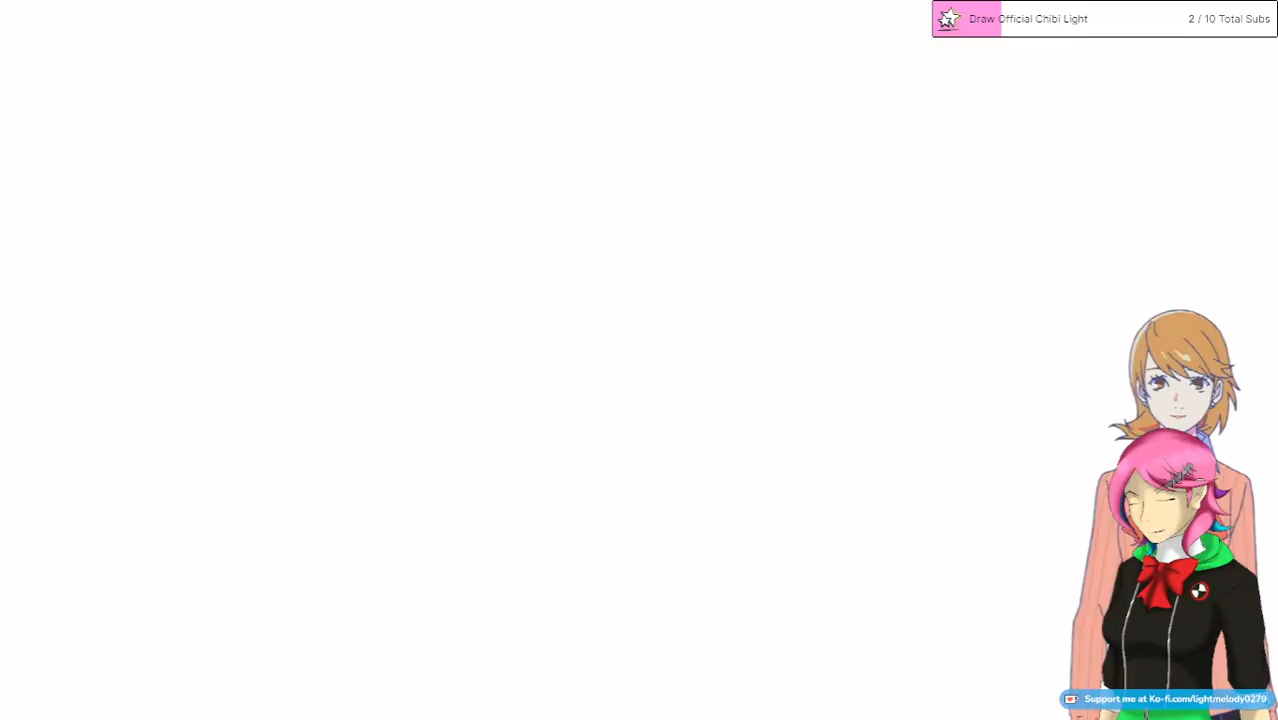 Draw Official Chibi Light 2 / 10 Total Subs
Support me at Ko-fi.com/lightmelody0279